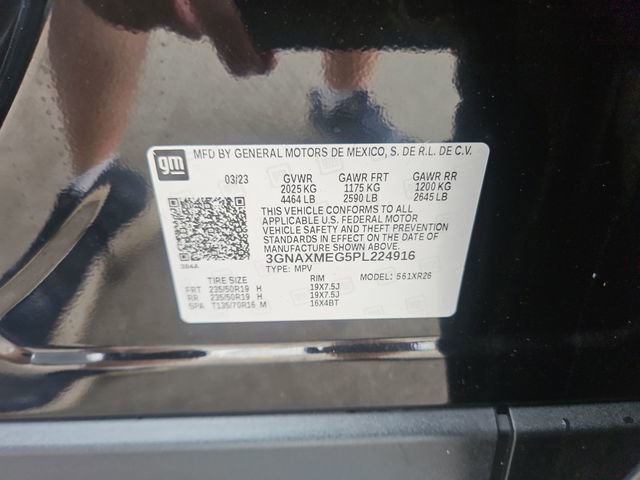 gm
MFD BY GENERAL MOTORS DE MEXICO, S. DE R.L. DE C.V.
03/23 GVWR GAWR FRT GAWR RR
2025 KG 1175 KG 1200 KG
4464 LB 2590 LB 2645 LB
THIS VEHICLE CONFORMS TO ALL
APPLICABLE U.S. FEDERAL MOTOR
VEHICLE SAFETY AND THEFT PREVENTION
STANDARDS IN EFFECT ON THE DATE OF
MANUFACTURE SHOWN ABOVE.
3GNAXMEG5PL224916
TYPE: MPV MODEL: 561XR26
TIRE SIZE RIM
FRT 235/50R19 H 19X7.5J
RR 235/50R19 H 19X7.5J
SPA T135/70R16 M 16X4BT